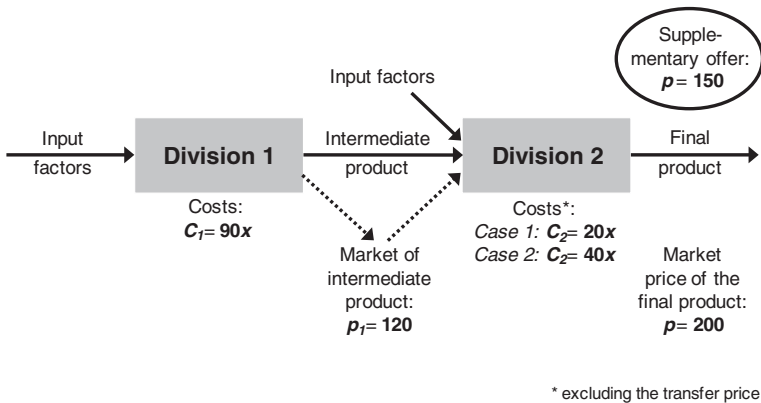 Supple-
mentary offer:
p= 150
Input factors
Input
factors
Division 1
Intermediate
product
Division 2
Final
product
Costs:
C1= 90x
Costs*:
Case 1: C2= 20x
Case 2: C2= 40x
Market of
intermediate
product:
p1= 120
Market
price of the
final product:
p= 200
* excluding the transfer price